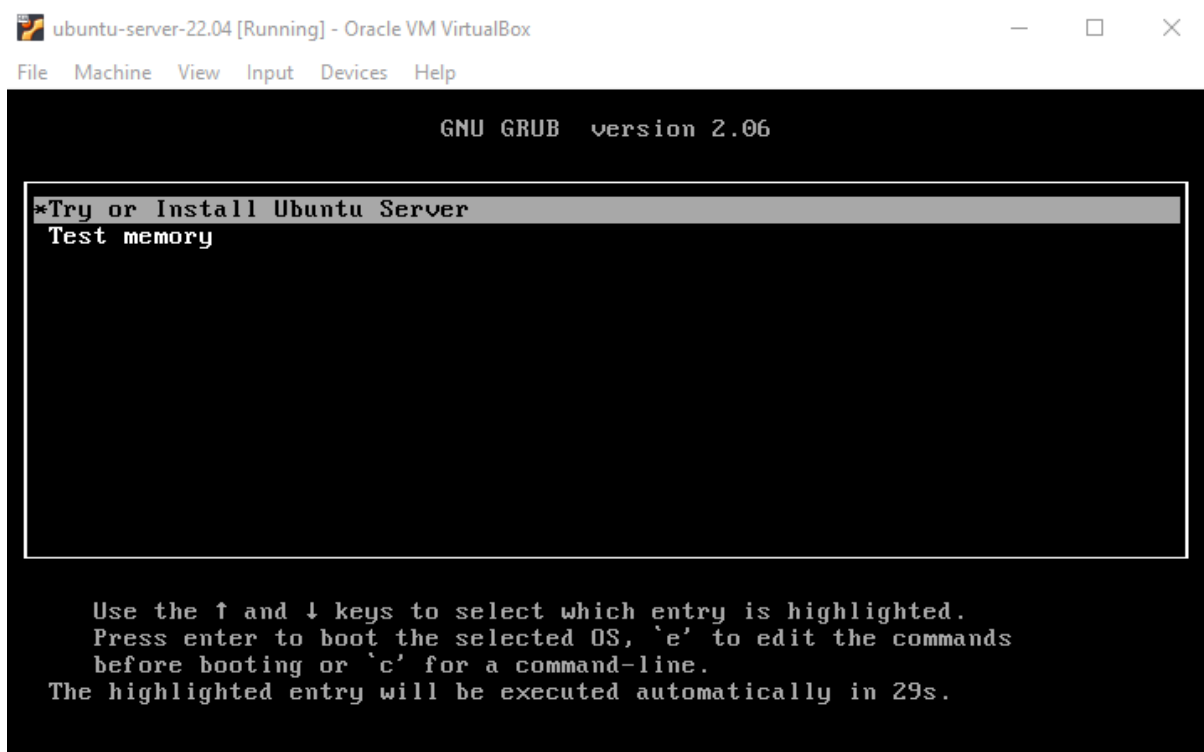 ubuntu-server-22.04 [Running] - Oracle VM VirtualBox
File Machine View Input Devices Help
GNU GRUB version 2.06
*Try or Install Ubuntu Server
Test memory
Use the ↑ and ↓ keys to select which entry is highlighted.
Press enter to boot the selected OS, `e' to edit the commands
before booting or `c' for a command-line.
The highlighted entry will be executed automatically in 29s.